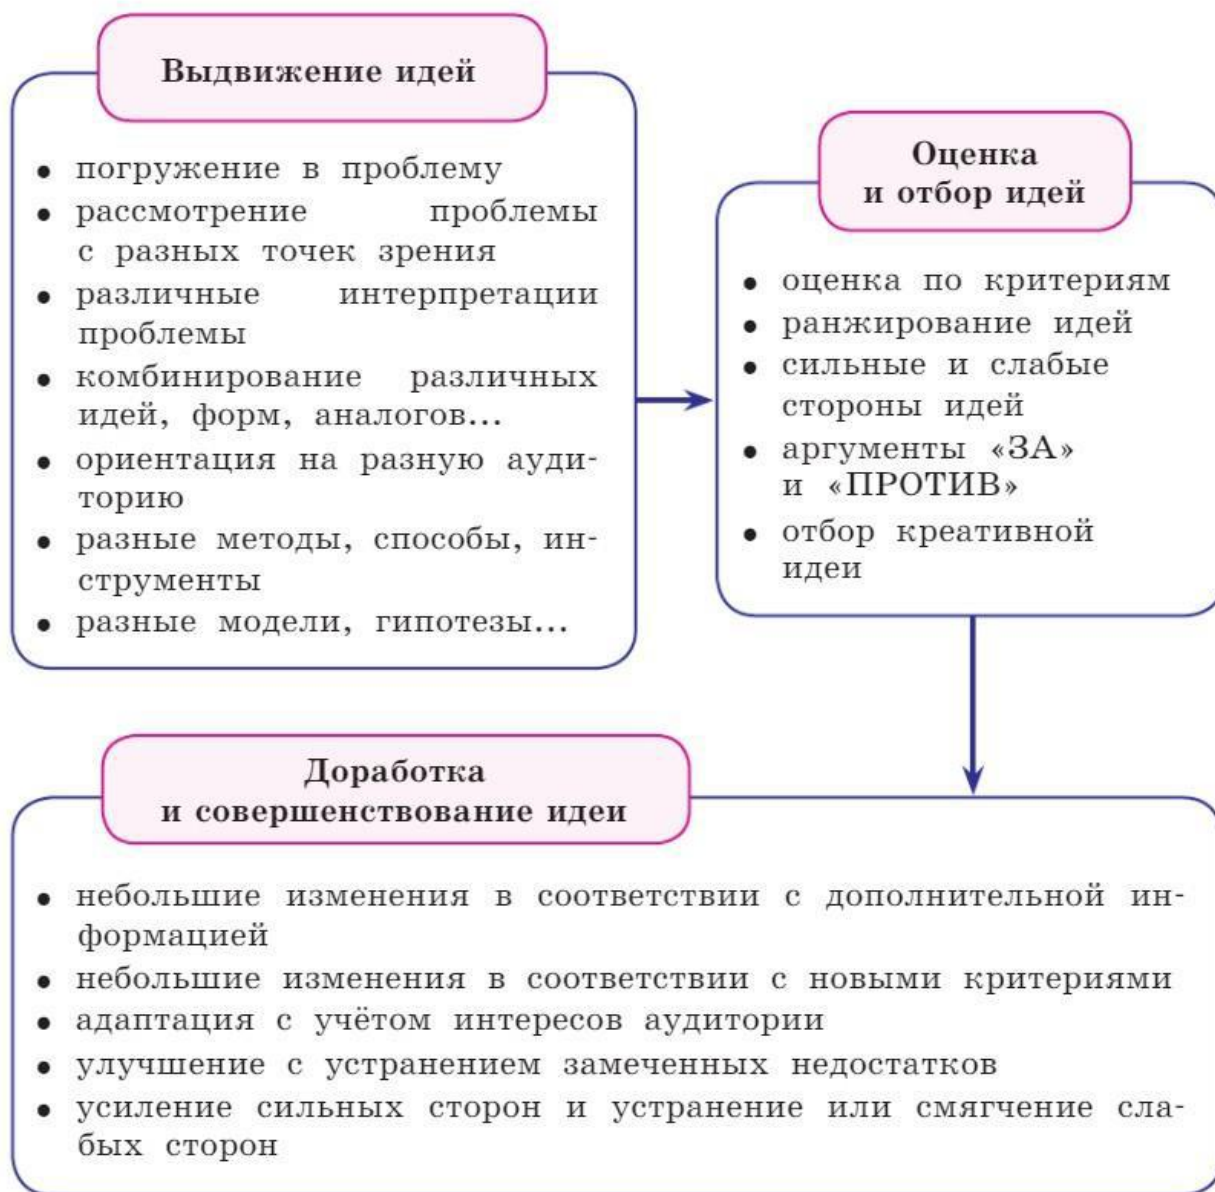 Выдвижение идей
• погружение в проблему
• рассмотрение проблемы
с разных точек зрения
• различные интерпретации
проблемы
• комбинирование различных
идей, форм, аналогов...
• ориентация на разную ауди-
торию
• разные методы, способы, ин-
струменты
• разные модели, гипотезы...
Оценка
и отбор идей
• оценка по критериям
• ранжирование идей
• сильные и слабые
стороны идей
• аргументы «ЗА»
и «ПРОТИВ»
• отбор креативной
идеи
Доработка
и совершенствование идеи
• небольшие изменения в соответствии с дополнительной ин-
формацией
• небольшие изменения в соответствии с новыми критериями
• адаптация с учётом интересов аудитории
• улучшение с устранением замеченных недостатков
• усиление сильных сторон и устранение или смягчение сла-
бых сторон